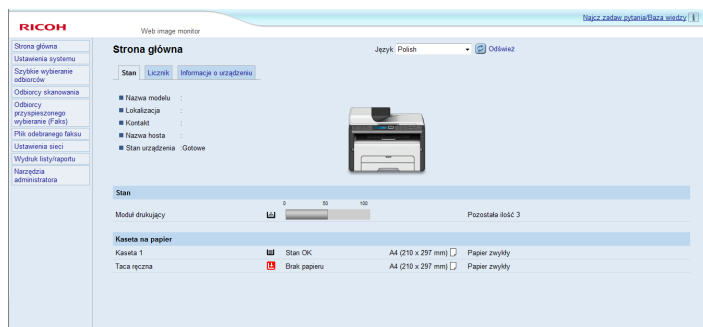 Najcz zadaw.pytania/Baza wiedzy
RICOH
Web image monitor
Strona główna
Ustawienia systemu
Szybkie wybieranie
odbiorców
Odbiorcy skanowania
Odbiorcy
przyspieszonego
wybieranie (Faks)
Plik odebranego faksu
Ustawienia sieci
Wydruk listy/raportu
Narzędzia
administratora
Strona główna
Język Polish
Odśwież
Stan Licznik Informacje o urządzeniu
Nazwa modelu :
Lokalizacja :
Kontakt :
Nazwa hosta :
Stan urządzenia :Gotowe
Stan
0 50 100
Moduł drukujący Pozostała ilość 3
Kaseta na papier
Kaseta 1 Stan OK A4 (210 x 297 mm) Papier zwykły
Taca ręczna Brak papieru A4 (210 x 297 mm) Papier zwykły